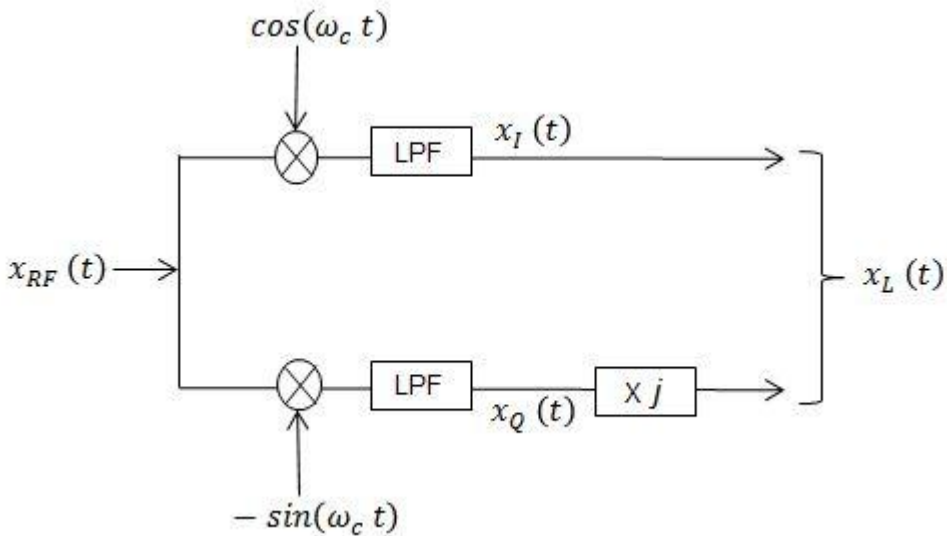 cos(ω_c t)
LPF
x_I (t)
x_RF (t)
x_L (t)
LPF
x_Q (t)
X j
− sin(ω_c t)